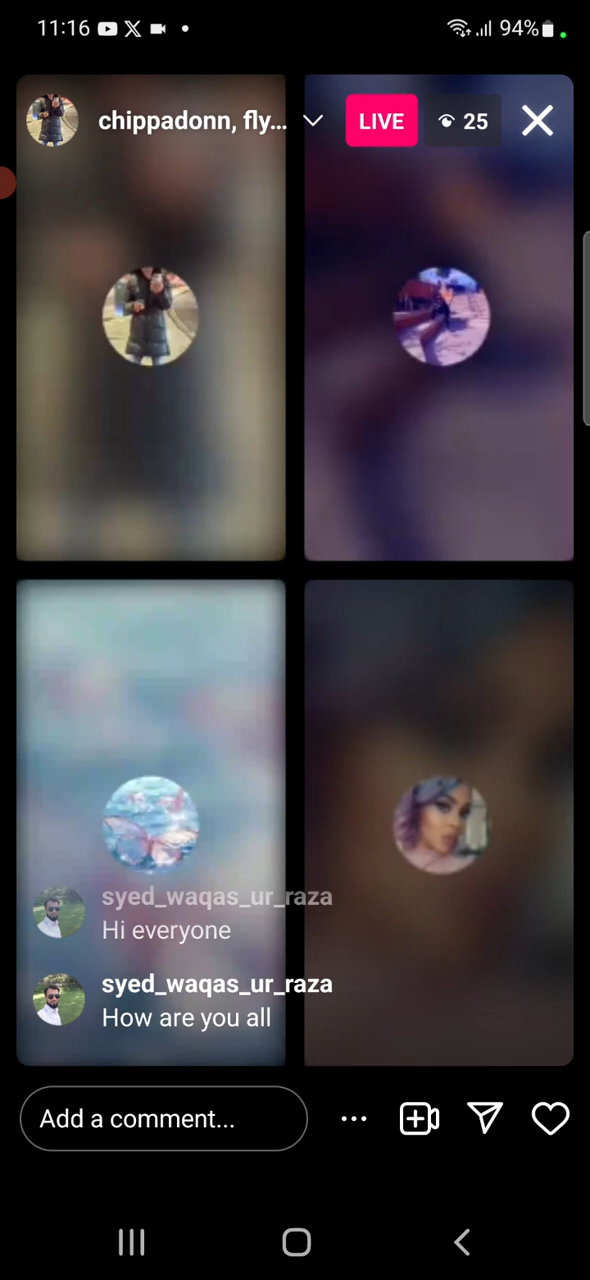 11:16 94%
chippadonn, fly... LIVE 25
syed_waqas_ur_raza
Hi everyone
syed_waqas_ur_raza
How are you all
Add a comment...